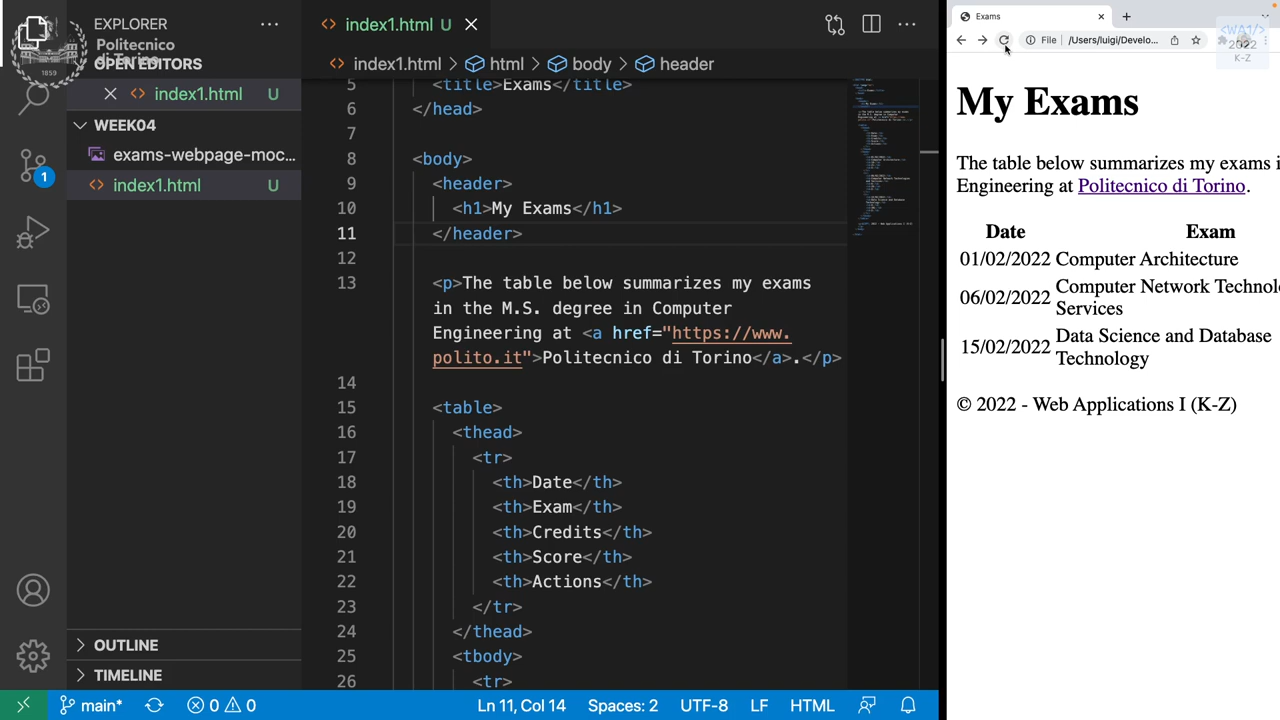 EXPLORER
Politecnico
di Torino
1859
OPEN EDITORS
index1.html U
WEEK04
exams-webpage-moc...
index1.html U
1
OUTLINE
TIMELINE
index1.html U
index1.html > html > body > header
5 <title>Exams</title>
6 </head>
7
8 <body>
9 <header>
10 <h1>My Exams</h1>
11 </header>
12
13 <p>The table below summarizes my exams
in the M.S. degree in Computer
Engineering at <a href="https://www.
polito.it">Politecnico di Torino</a>.</p>
14
15 <table>
16 <thead>
17 <tr>
18 <th>Date</th>
19 <th>Exam</th>
20 <th>Credits</th>
21 <th>Score</th>
22 <th>Actions</th>
23 </tr>
24 </thead>
25 <tbody>
26 <tr>
main* 0 0 Ln 11, Col 14 Spaces: 2 UTF-8 LF HTML
Exams
File /Users/luigi/Develo...
<WA1/>
2022
K-Z
My Exams
The table below summarizes my exams i
Engineering at Politecnico di Torino.
Date Exam
01/02/2022 Computer Architecture
06/02/2022 Computer Network Technol
Services
15/02/2022 Data Science and Database
Technology
© 2022 - Web Applications I (K-Z)